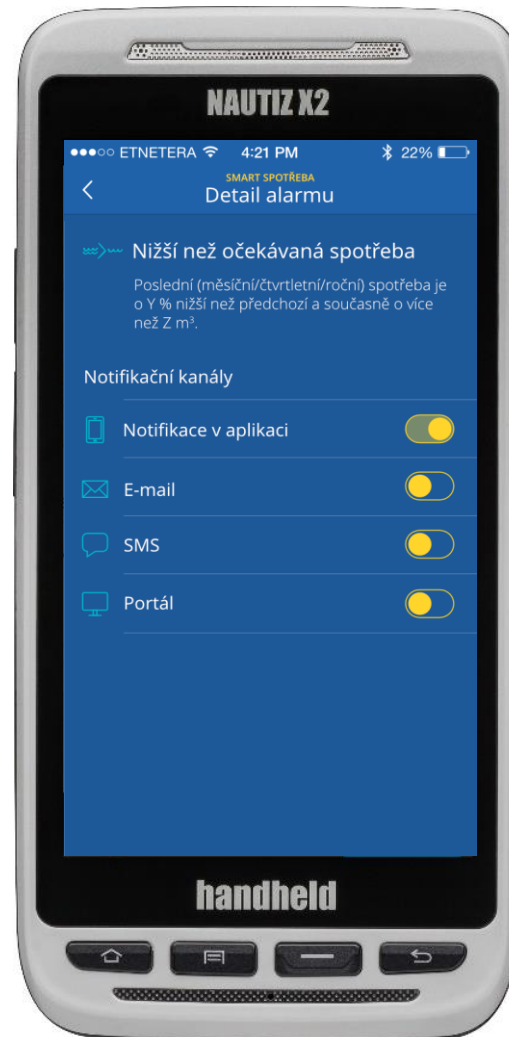 NAUTIZ X2
ETNETERA 4:21 PM 22%
SMART SPOTŘEBA
Detail alarmu
Nižší než očekávaná spotřeba
Poslední (měsíční/čtvrtletní/roční) spotřeba je
o Y % nižší než předchozí a současně o více
než Z m³.
Notifikační kanály
Notifikace v aplikaci
E-mail
SMS
Portál
handheld